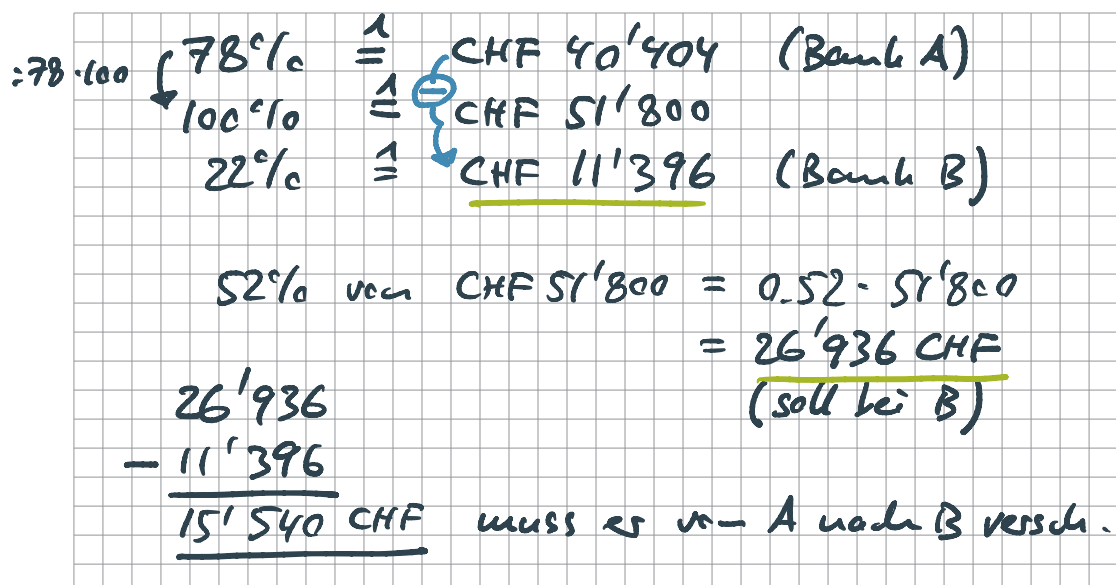 78% ≙ CHF 40'404 (Bank A)
:78·100
100% ≙ CHF 51'800
22% ≙ CHF 11'396 (Bank B)
52% von CHF 51'800 = 0.52 · 51'800
= 26'936 CHF
(soll bei B)
26'936
− 11'396
15'540 CHF muss er von A nach B versch.